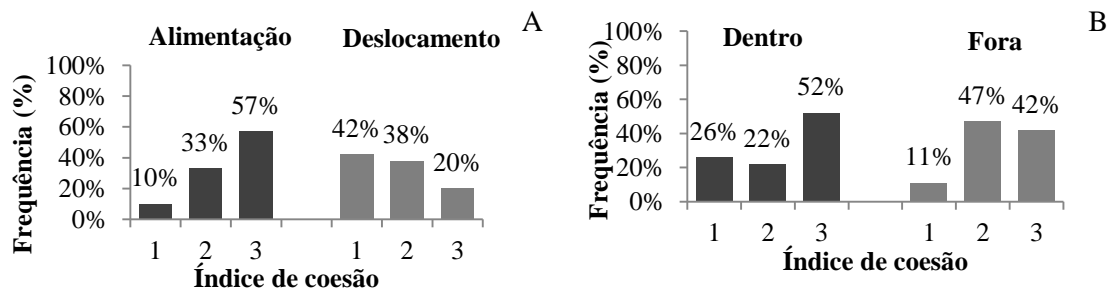 A
Alimentação Deslocamento
Frequência (%)
100%
80%
60%
40%
20%
0%
10% 33% 57% 42% 38% 20%
1 2 3 1 2 3
Índice de coesão
B
Dentro Fora
Frequência (%)
100%
80%
60%
40%
20%
0%
26% 22% 52% 11% 47% 42%
1 2 3 1 2 3
Índice de coesão